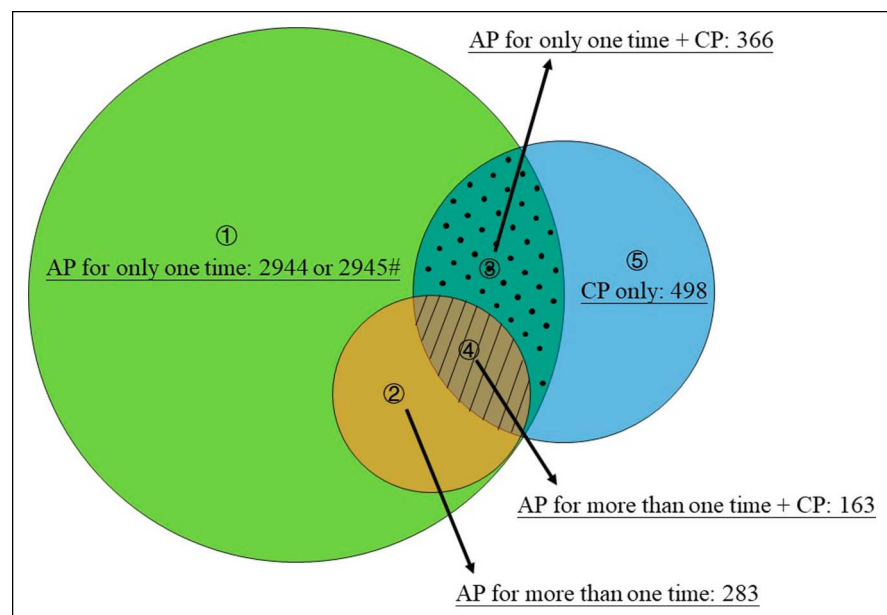 AP for only one time + CP: 366
①
AP for only one time: 2944 or 2945#
③
⑤
CP only: 498
④
②
AP for more than one time + CP: 163
AP for more than one time: 283